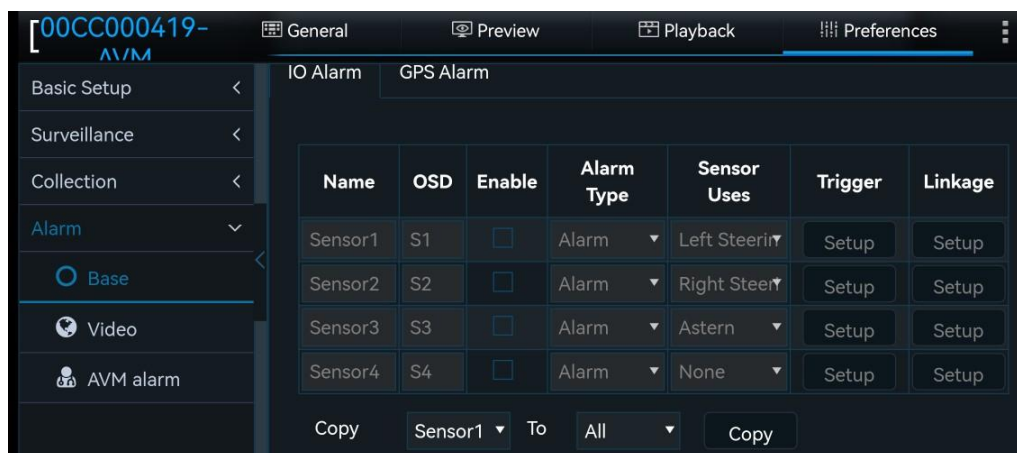 [00CC000419-
AVM
General
Preview
Playback
Preferences
Basic Setup
Surveillance
Collection
Alarm
Base
Video
AVM alarm
IO Alarm
GPS Alarm
Name OSD Enable Alarm Type Sensor Uses Trigger Linkage
Sensor1 S1 Alarm Left Steerin Setup Setup
Sensor2 S2 Alarm Right Steer Setup Setup
Sensor3 S3 Alarm Astern Setup Setup
Sensor4 S4 Alarm None Setup Setup
Copy Sensor1 To All Copy